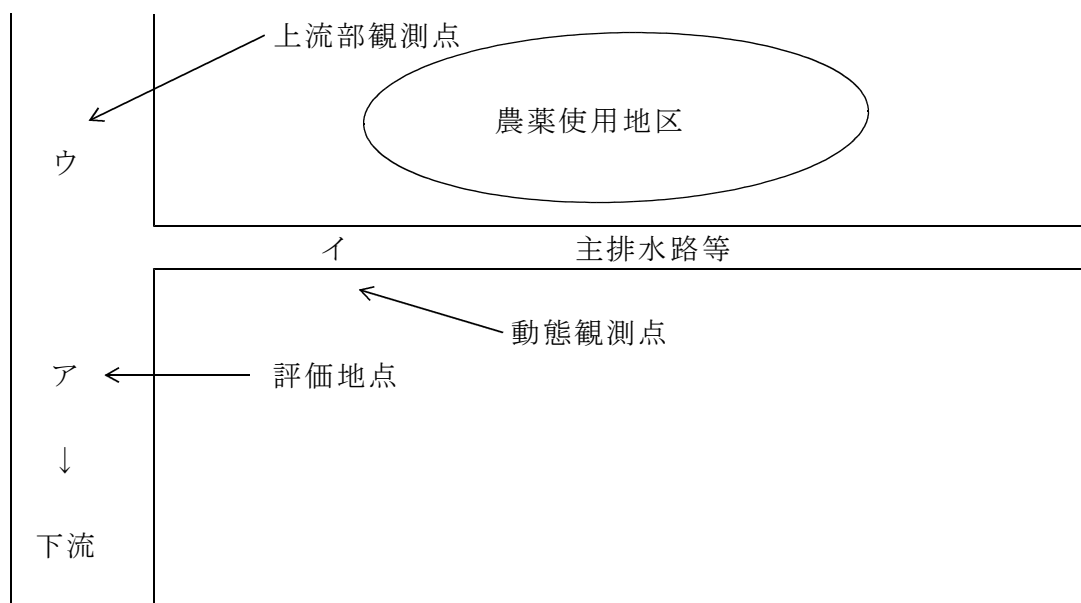 上流部観測点
農薬使用地区
ウ
イ
主排水路等
動態観測点
ア
評価地点
↓
下流